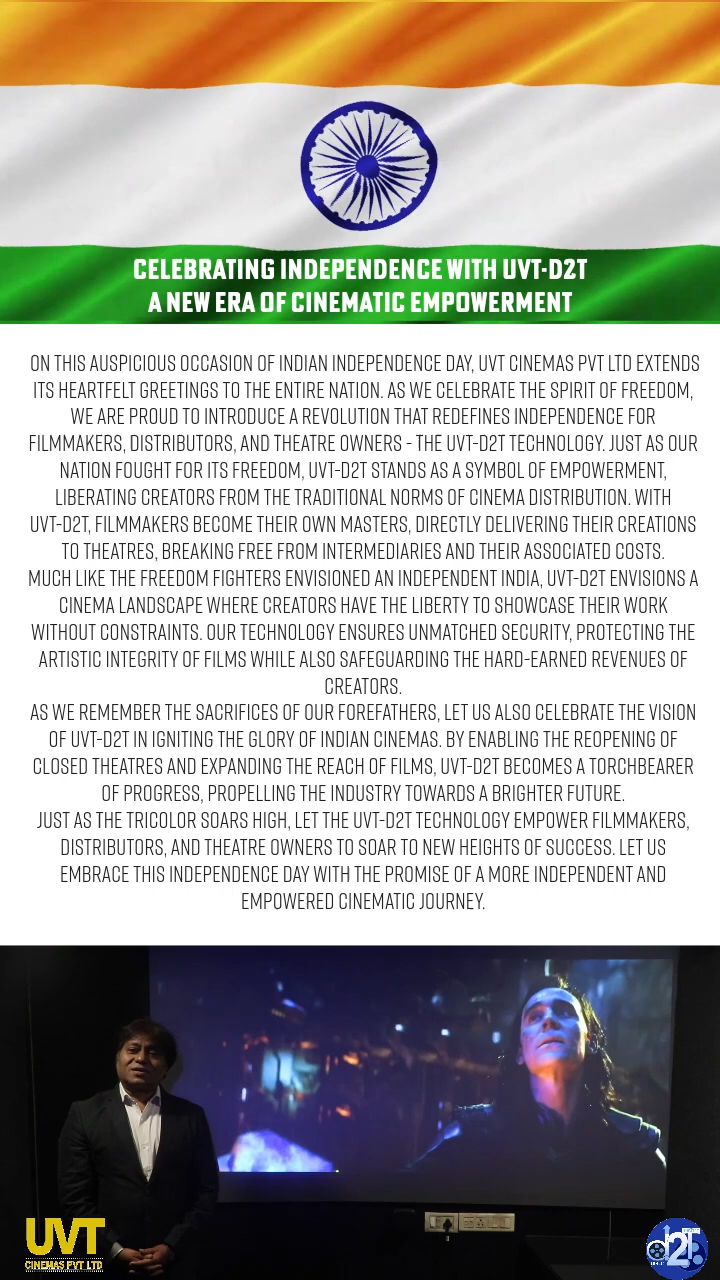 CELEBRATING INDEPENDENCE WITH UVT-D2T
A NEW ERA OF CINEMATIC EMPOWERMENT
ON THIS AUSPICIOUS OCCASION OF INDIAN INDEPENDENCE DAY, UVT CINEMAS PVT LTD EXTENDS
ITS HEARTFELT GREETINGS TO THE ENTIRE NATION. AS WE CELEBRATE THE SPIRIT OF FREEDOM,
WE ARE PROUD TO INTRODUCE A REVOLUTION THAT REDEFINES INDEPENDENCE FOR
FILMMAKERS, DISTRIBUTORS, AND THEATRE OWNERS - THE UVT-D2T TECHNOLOGY. JUST AS OUR
NATION FOUGHT FOR ITS FREEDOM, UVT-D2T STANDS AS A SYMBOL OF EMPOWERMENT,
LIBERATING CREATORS FROM THE TRADITIONAL NORMS OF CINEMA DISTRIBUTION. WITH
UVT-D2T, FILMMAKERS BECOME THEIR OWN MASTERS, DIRECTLY DELIVERING THEIR CREATIONS
TO THEATRES, BREAKING FREE FROM INTERMEDIARIES AND THEIR ASSOCIATED COSTS.
MUCH LIKE THE FREEDOM FIGHTERS ENVISIONED AN INDEPENDENT INDIA, UVT-D2T ENVISIONS A
CINEMA LANDSCAPE WHERE CREATORS HAVE THE LIBERTY TO SHOWCASE THEIR WORK
WITHOUT CONSTRAINTS. OUR TECHNOLOGY ENSURES UNMATCHED SECURITY, PROTECTING THE
ARTISTIC INTEGRITY OF FILMS WHILE ALSO SAFEGUARDING THE HARD-EARNED REVENUES OF
CREATORS.
AS WE REMEMBER THE SACRIFICES OF OUR FOREFATHERS, LET US ALSO CELEBRATE THE VISION
OF UVT-D2T IN IGNITING THE GLORY OF INDIAN CINEMAS. BY ENABLING THE REOPENING OF
CLOSED THEATRES AND EXPANDING THE REACH OF FILMS, UVT-D2T BECOMES A TORCHBEARER
OF PROGRESS, PROPELLING THE INDUSTRY TOWARDS A BRIGHTER FUTURE.
JUST AS THE TRICOLOR SOARS HIGH, LET THE UVT-D2T TECHNOLOGY EMPOWER FILMMAKERS,
DISTRIBUTORS, AND THEATRE OWNERS TO SOAR TO NEW HEIGHTS OF SUCCESS. LET US
EMBRACE THIS INDEPENDENCE DAY WITH THE PROMISE OF A MORE INDEPENDENT AND
EMPOWERED CINEMATIC JOURNEY.
UVT
CINEMAS PVT LTD
d2T